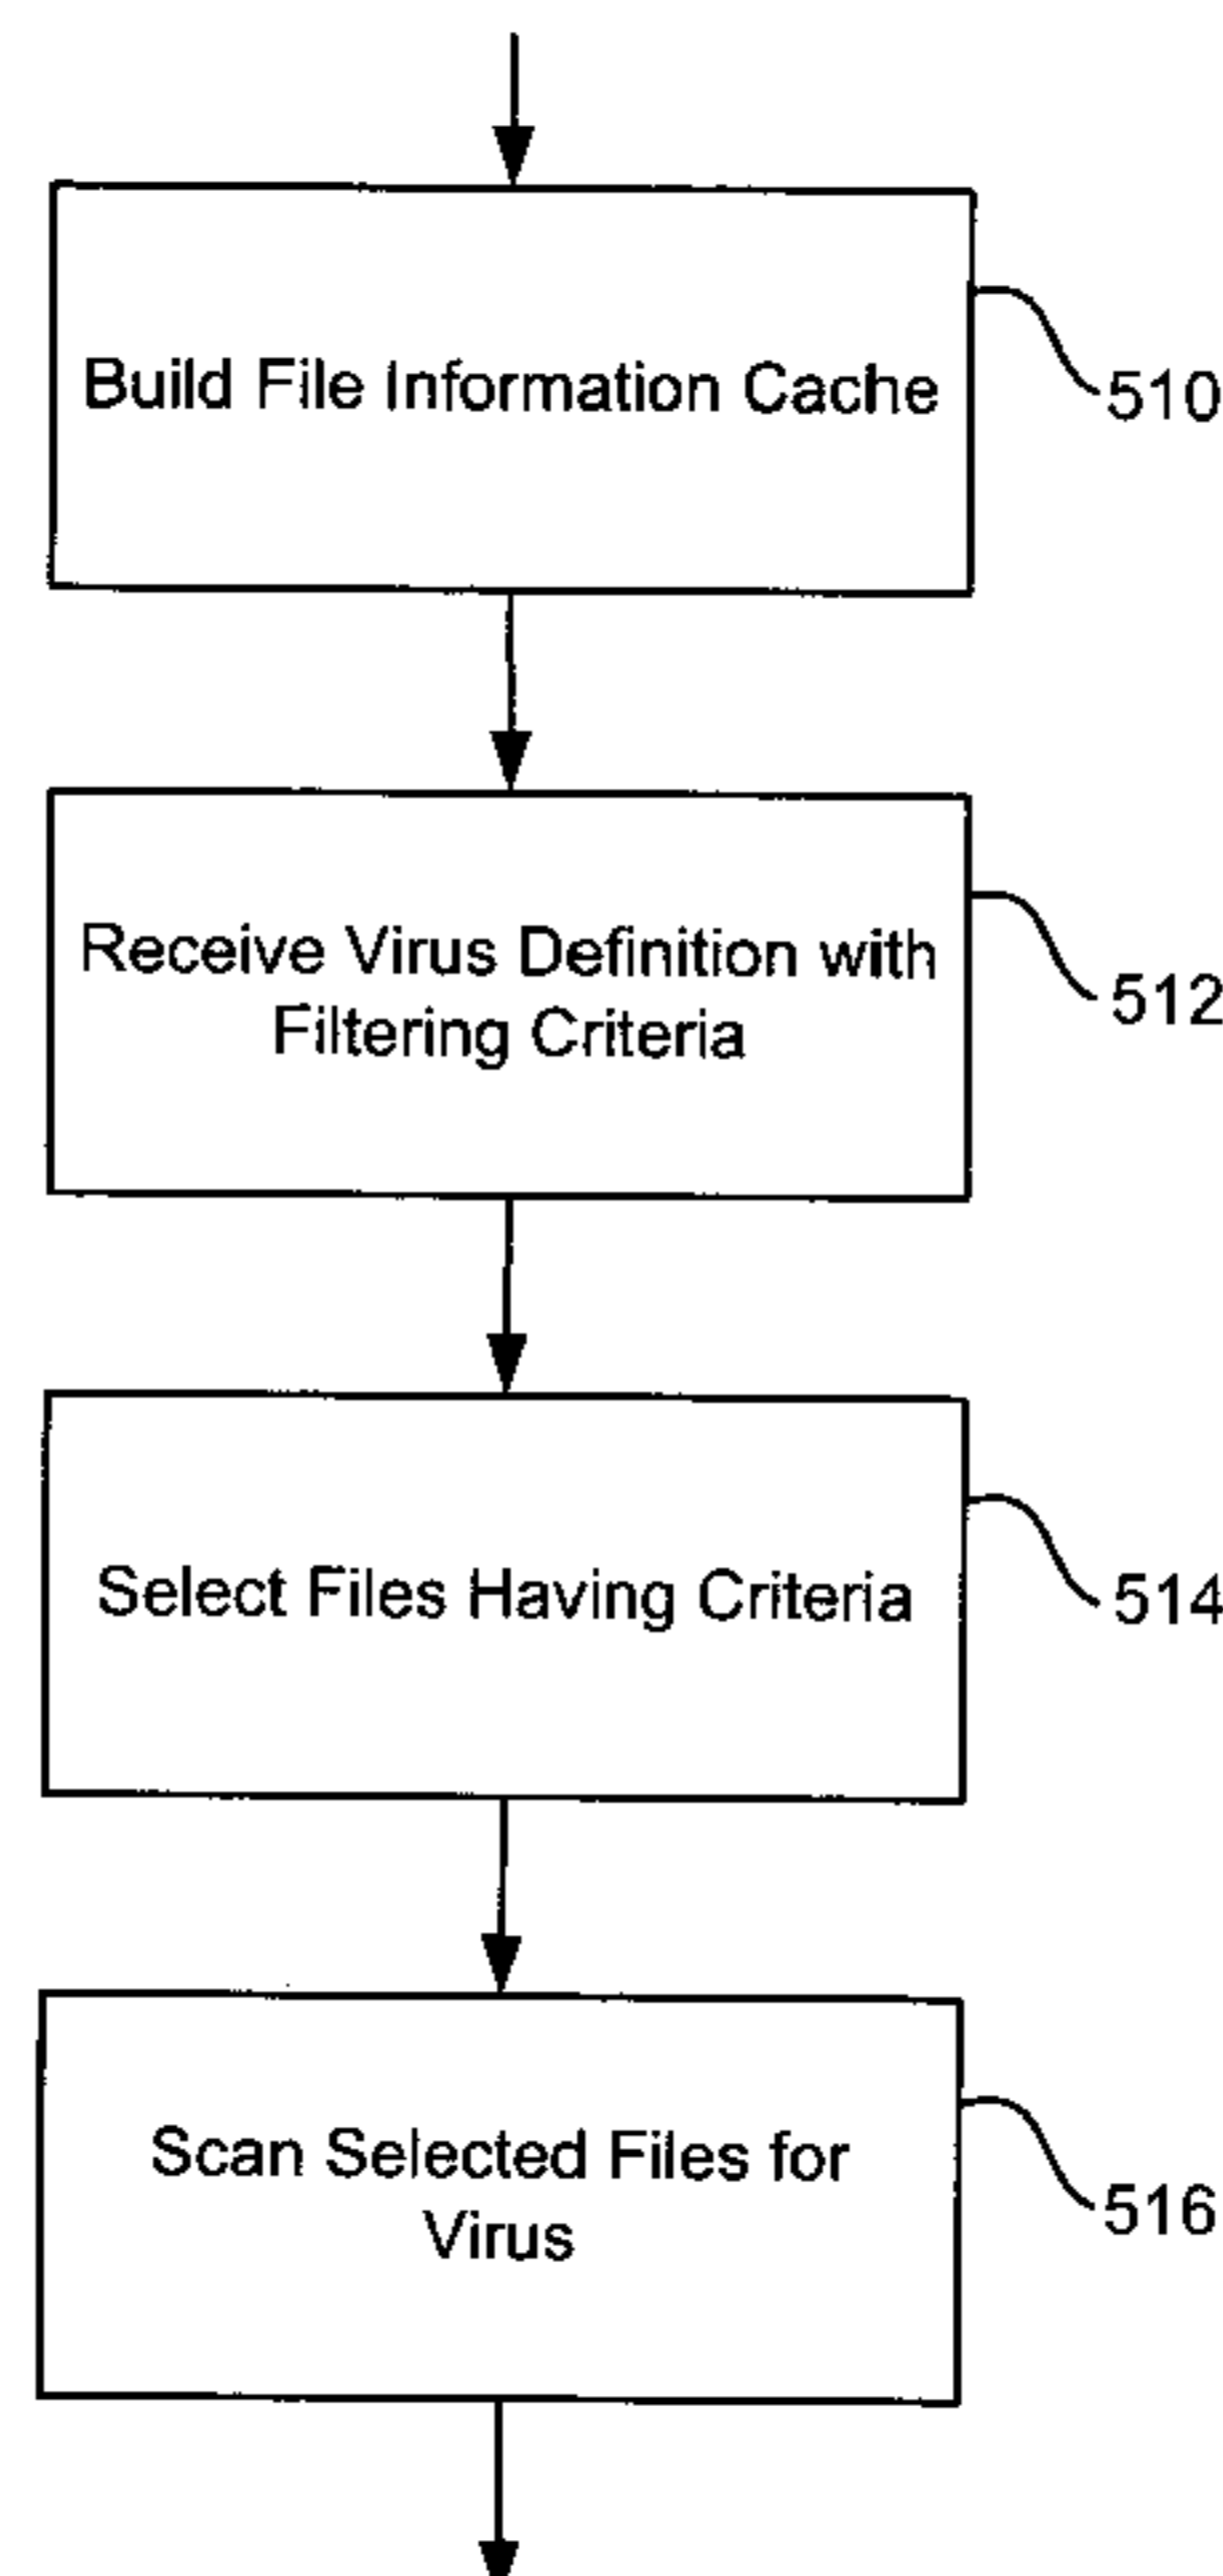 Build File Information Cache
510
Receive Virus Definition with
Filtering Criteria
512
Select Files Having Criteria
514
Scan Selected Files for
Virus
516